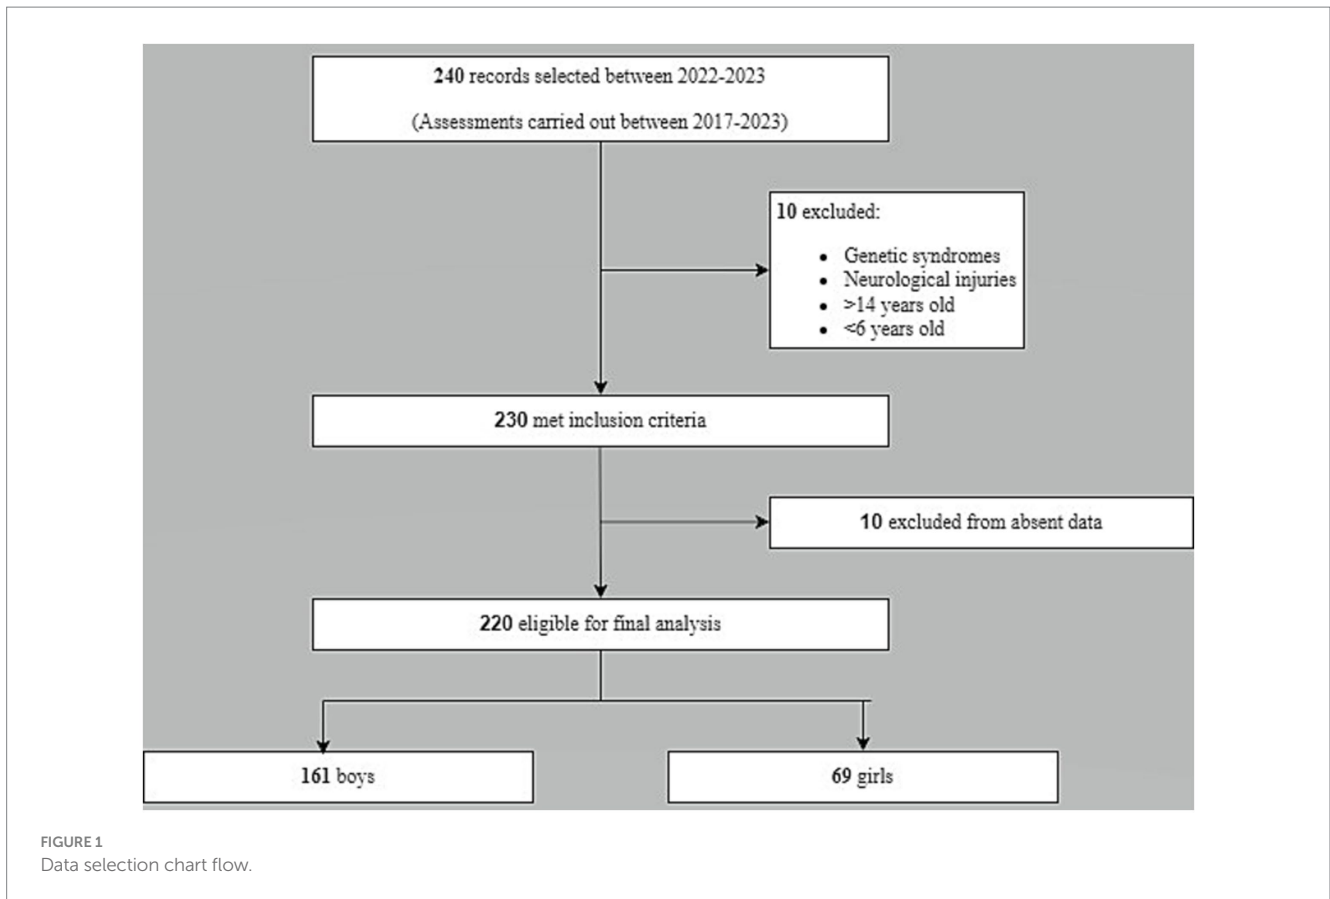 240 records selected between 2022-2023
(Assessments carried out between 2017-2023)
10 excluded:
• Genetic syndromes
• Neurological injuries
• >14 years old
• <6 years old
230 met inclusion criteria
10 excluded from absent data
220 eligible for final analysis
161 boys
69 girls
FIGURE 1
Data selection chart flow.